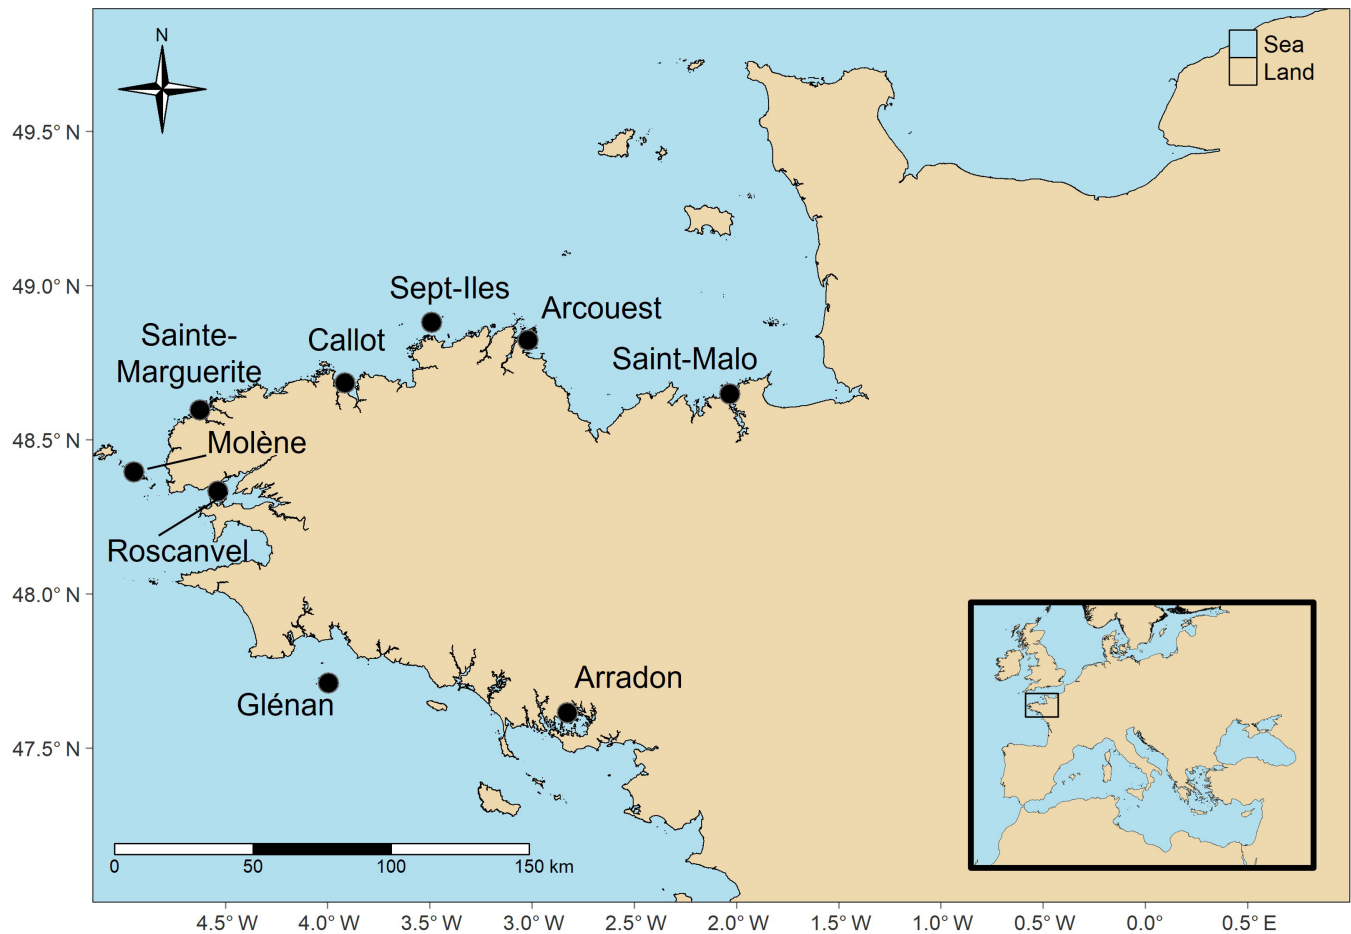 N
Sea
Land
49.5° N
49.0° N
48.5° N
48.0° N
47.5° N
Sept-Iles
Arcouest
Sainte-
Marguerite
Callot
Saint-Malo
Molène
Roscanvel
Glénan
Arradon
0 50 100 150 km
4.5° W 4.0° W 3.5° W 3.0° W 2.5° W 2.0° W 1.5° W 1.0° W 0.5° W 0.0° 0.5° E